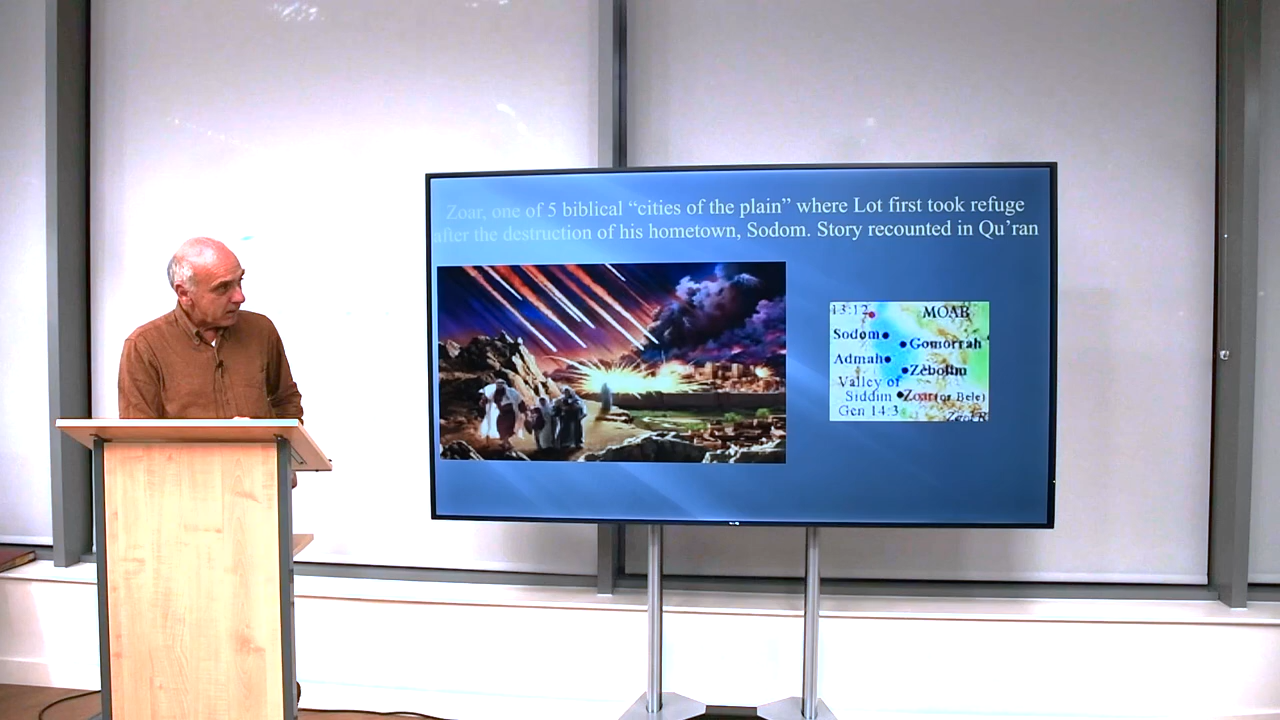 Zoar, one of 5 biblical “cities of the plain” where Lot first took refuge
after the destruction of his hometown, Sodom. Story recounted in Qu’ran
13:12
MOAB
Sodom
Gomorrah
Admah
Zeboiim
Valley of
Siddim
Zoar (or Bele)
Gen 14:3